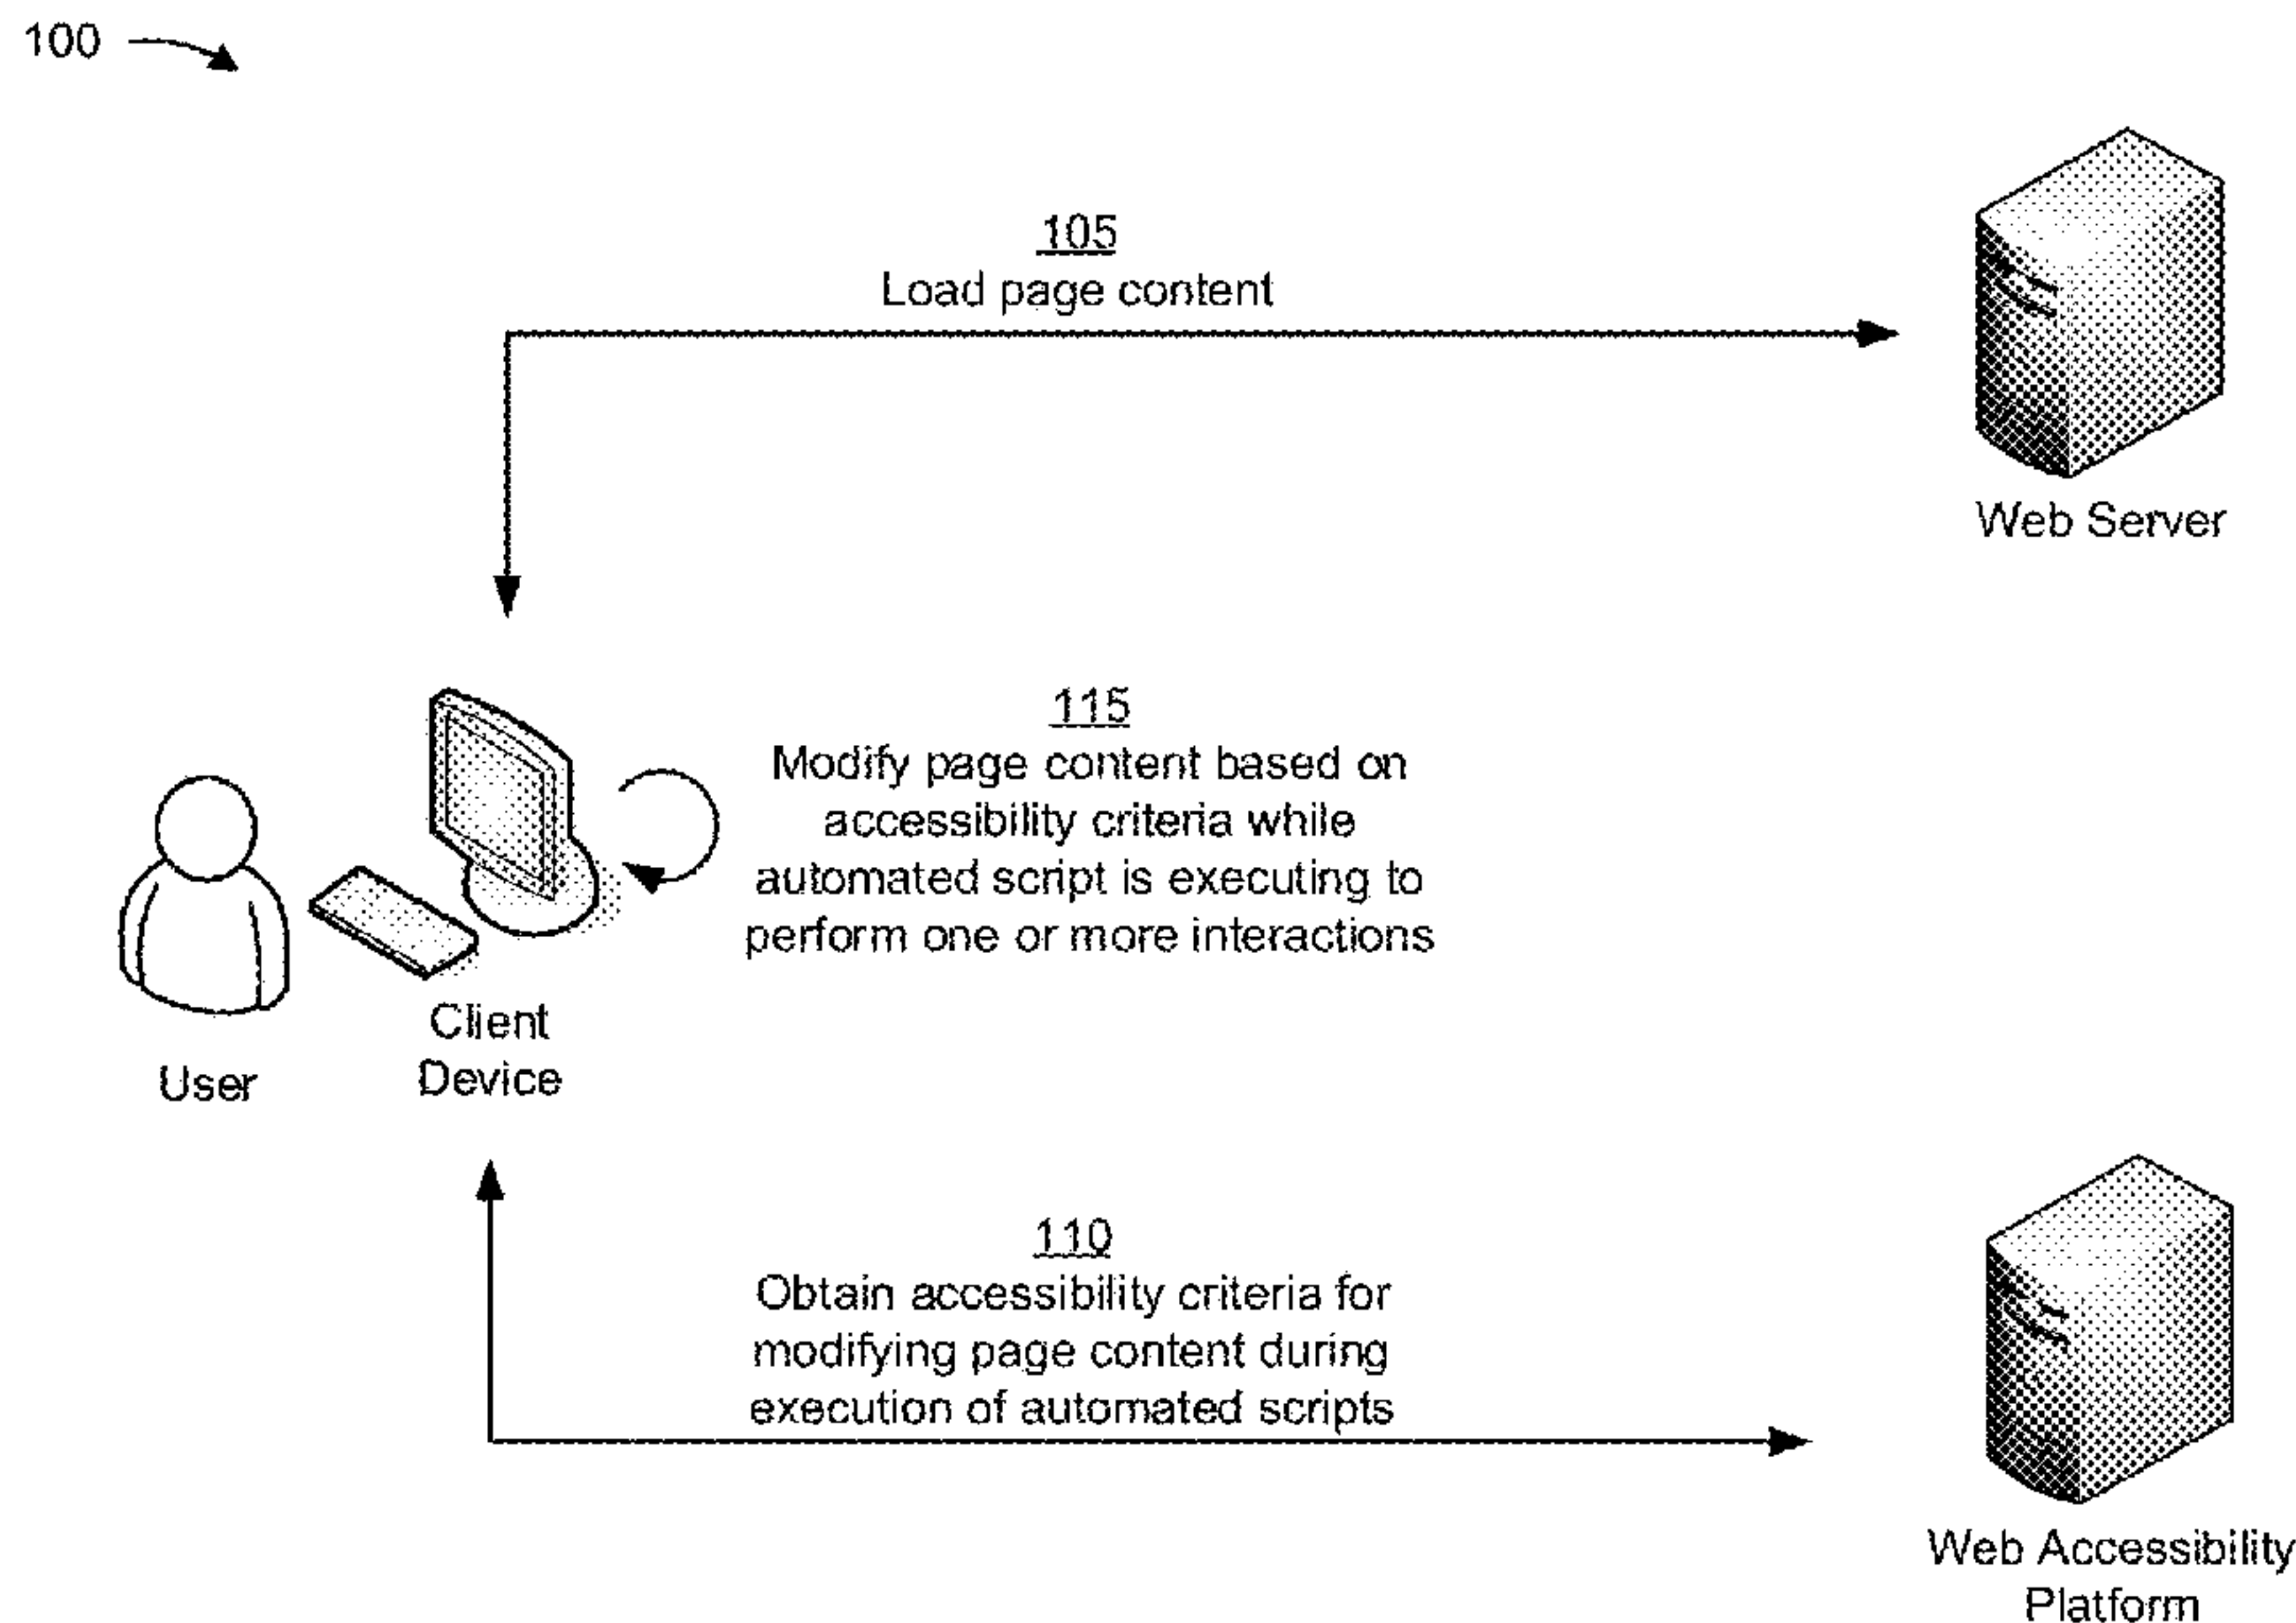 100
105
Load page content
Web Server
115
Modify page content based on
accessibility criteria while
automated script is executing to
perform one or more interactions
Client
Device
User
110
Obtain accessibility criteria for
modifying page content during
execution of automated scripts
Web Accessibility
Platform